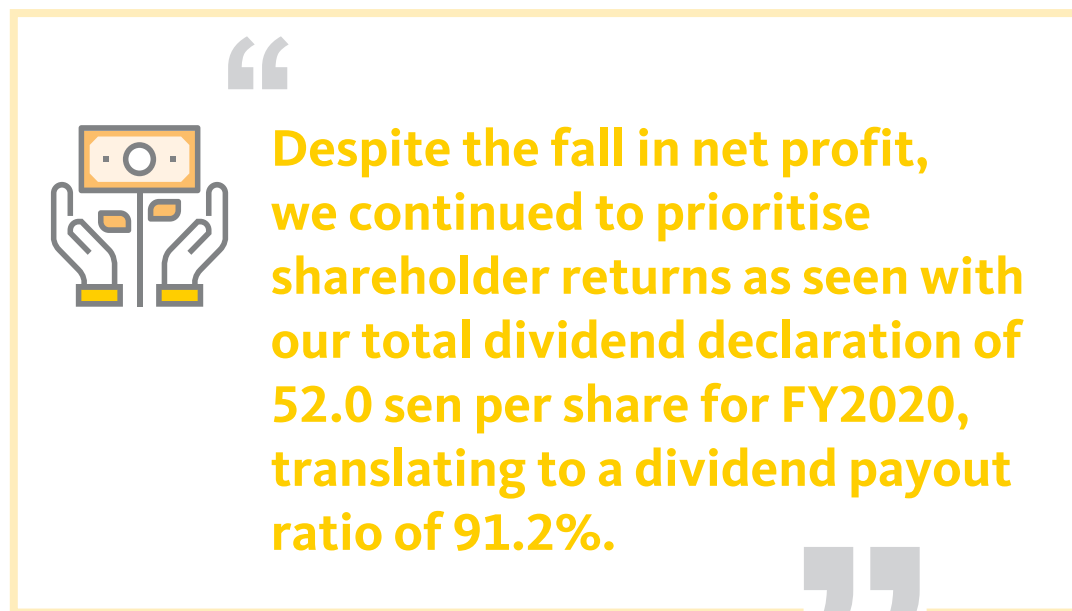 “
Despite the fall in net profit,
we continued to prioritise
shareholder returns as seen with
our total dividend declaration of
52.0 sen per share for FY2020,
translating to a dividend payout
ratio of 91.2%.
”